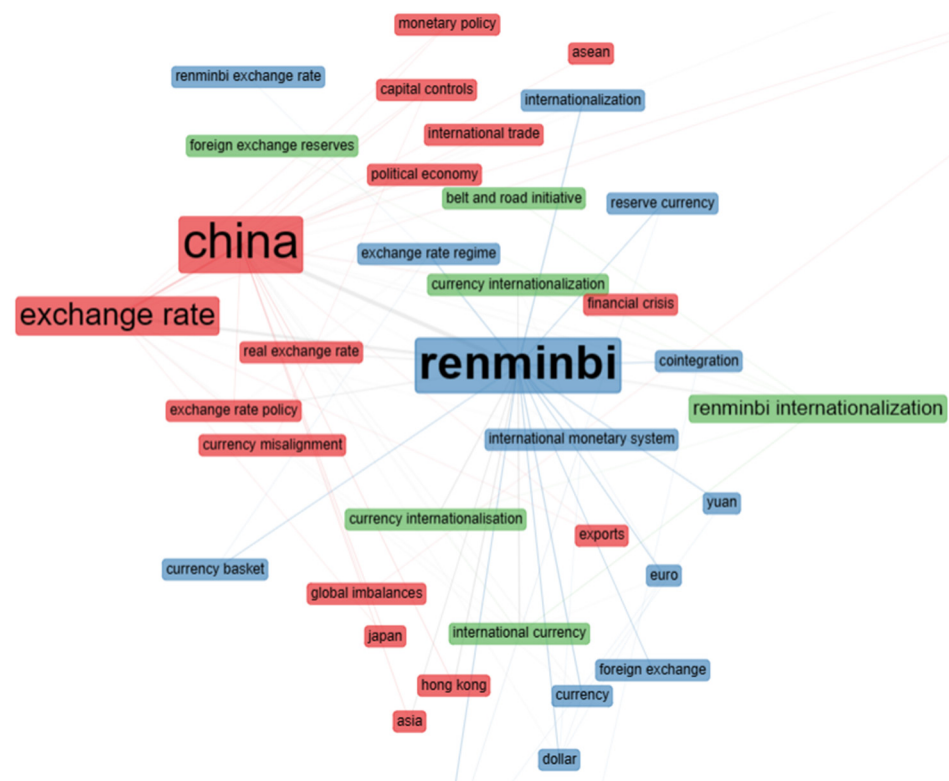 monetary policy
asean
renminbi exchange rate
capital controls
internationalization
international trade
foreign exchange reserves
political economy
belt and road initiative
reserve currency
china
exchange rate regime
currency internationalization
financial crisis
exchange rate
real exchange rate
renminbi
cointegration
exchange rate policy
renminbi internationalization
currency misalignment
international monetary system
yuan
currency internationalisation
exports
currency basket
euro
global imbalances
japan
international currency
foreign exchange
hong kong
currency
asia
dollar